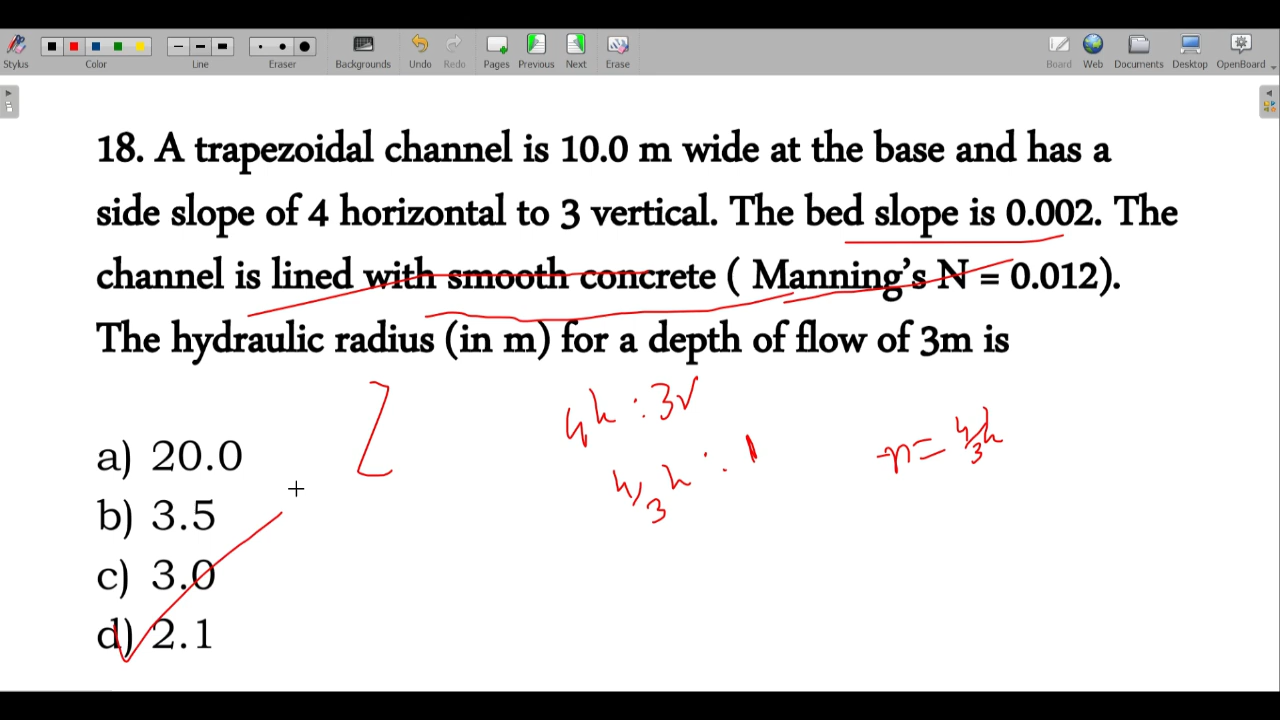 Stylus
Color
Line
Eraser
Backgrounds
Undo
Redo
Pages
Previous
Next
Erase
Board
Web
Documents
Desktop
OpenBoard
18. A trapezoidal channel is 10.0 m wide at the base and has a
side slope of 4 horizontal to 3 vertical. The bed slope is 0.002. The
channel is lined with smooth concrete ( Manning's N = 0.012).
The hydraulic radius (in m) for a depth of flow of 3m is
4h : 3v
4/3 h : 1
n = 4/3 h
a) 20.0
b) 3.5
c) 3.0
d) 2.1